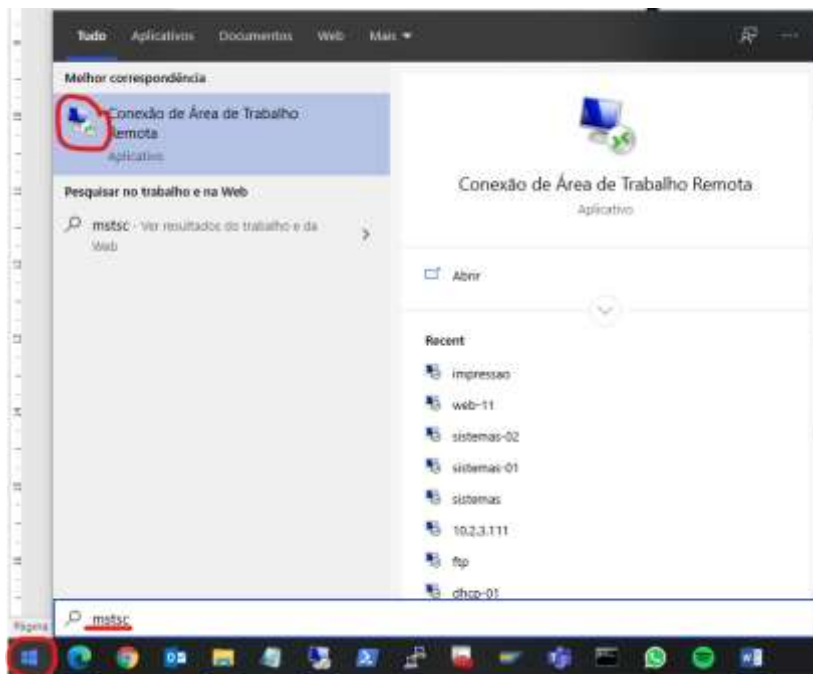 Tudo Aplicativos Documentos Web Mais
Melhor correspondência
Conexão de Área de Trabalho
Remota
Aplicativo
Pesquisar no trabalho e na Web
mstsc - Ver resultados do trabalho e da
Web
Conexão de Área de Trabalho Remota
Aplicativo
Abrir
Recent
impressao
web-11
sistemas-02
sistemas-01
sistemas
10.2.3.111
ftp
dhcp-01
mstsc
Página